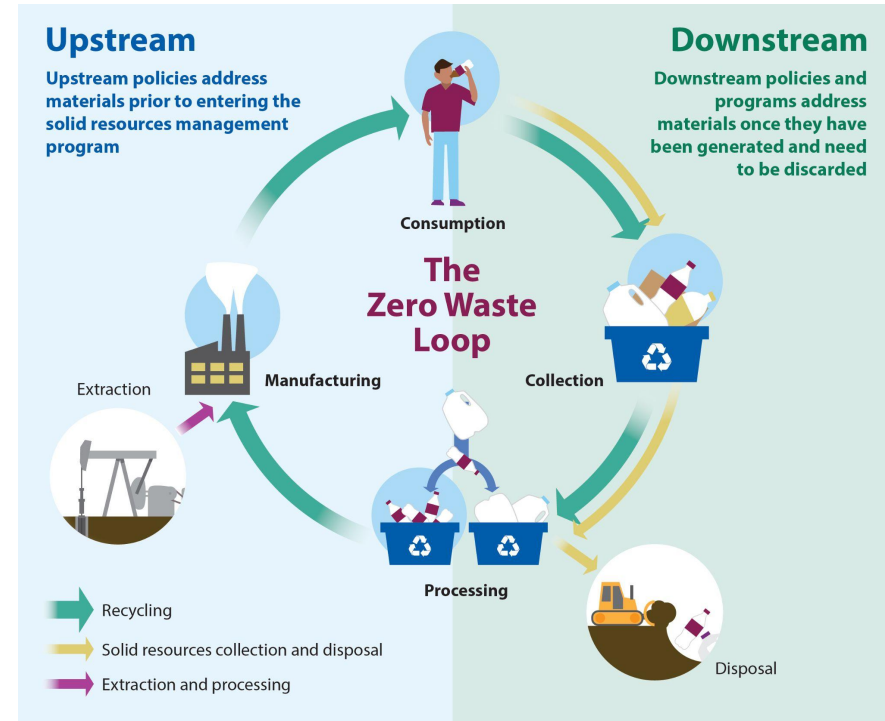 Upstream
Upstream policies address
materials prior to entering the
solid resources management
program
Downstream
Downstream policies and
programs address
materials once they have
been generated and need
to be discarded
Consumption
The
Zero Waste
Loop
Manufacturing
Collection
Extraction
Processing
Disposal
Recycling
Solid resources collection and disposal
Extraction and processing